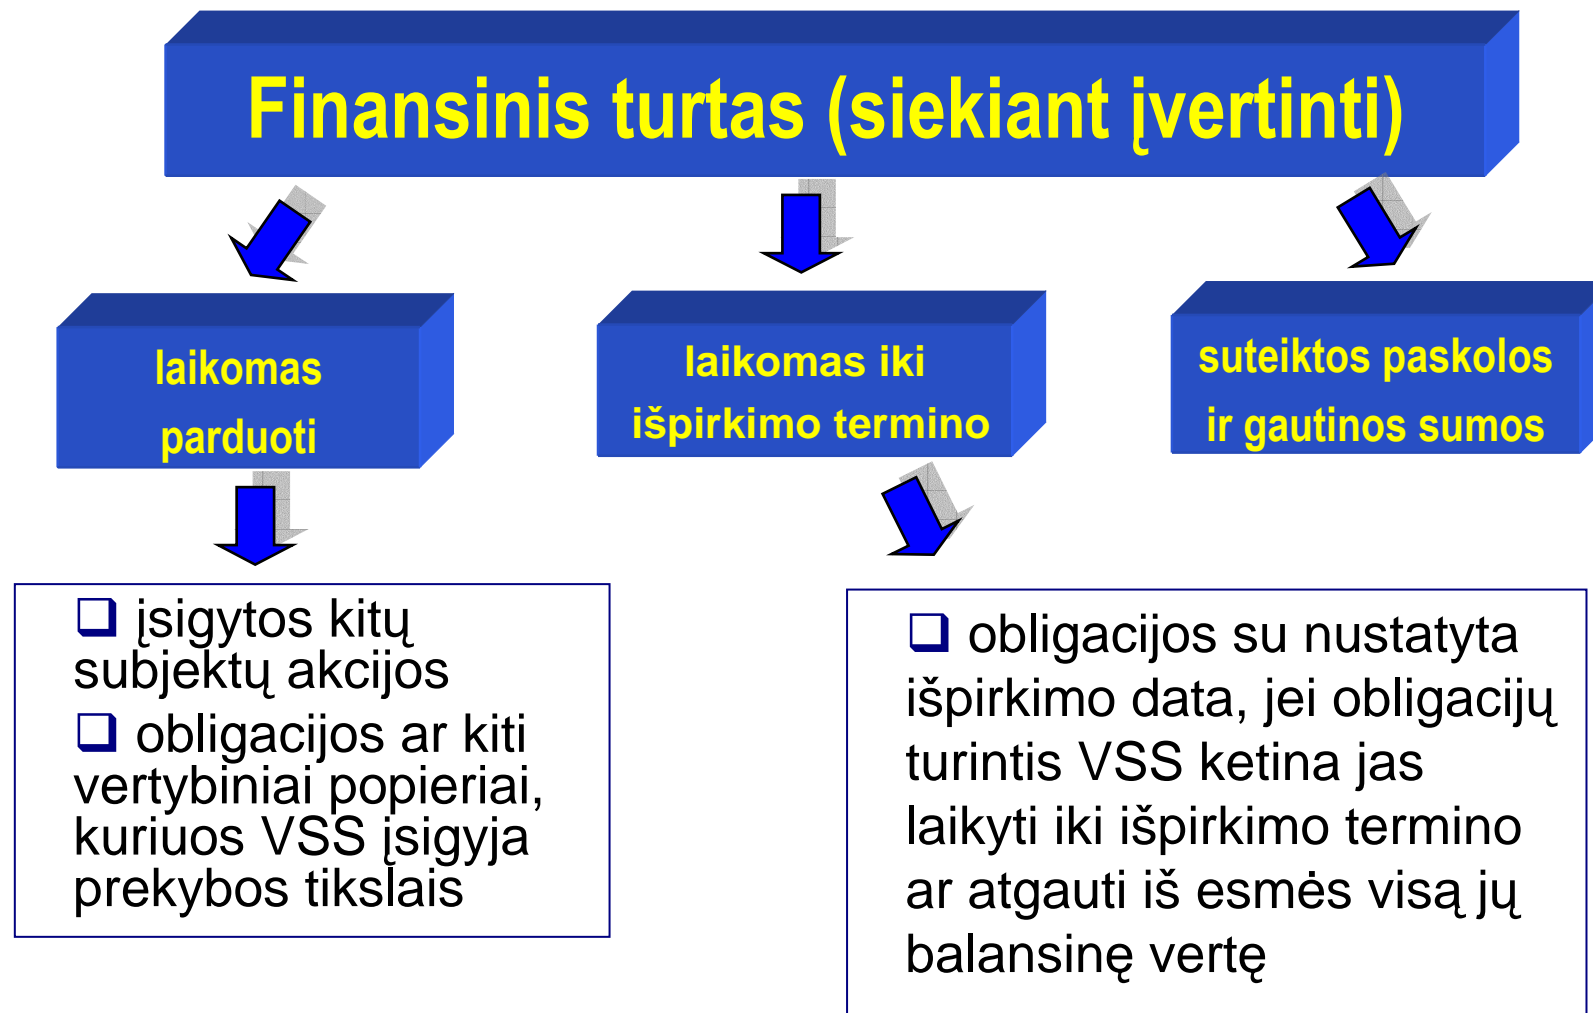 Finansinis turtas (siekiant įvertinti)
laikomas
parduoti
laikomas iki
išpirkimo termino
suteiktos paskolos
ir gautinos sumos
❑ įsigytos kitų
subjektų akcijos
❑ obligacijos ar kiti
vertybiniai popieriai,
kuriuos VSS įsigyja
prekybos tikslais
❑ obligacijos su nustatyta
išpirkimo data, jei obligacijų
turintis VSS ketina jas
laikyti iki išpirkimo termino
ar atgauti iš esmės visą jų
balansinę vertę